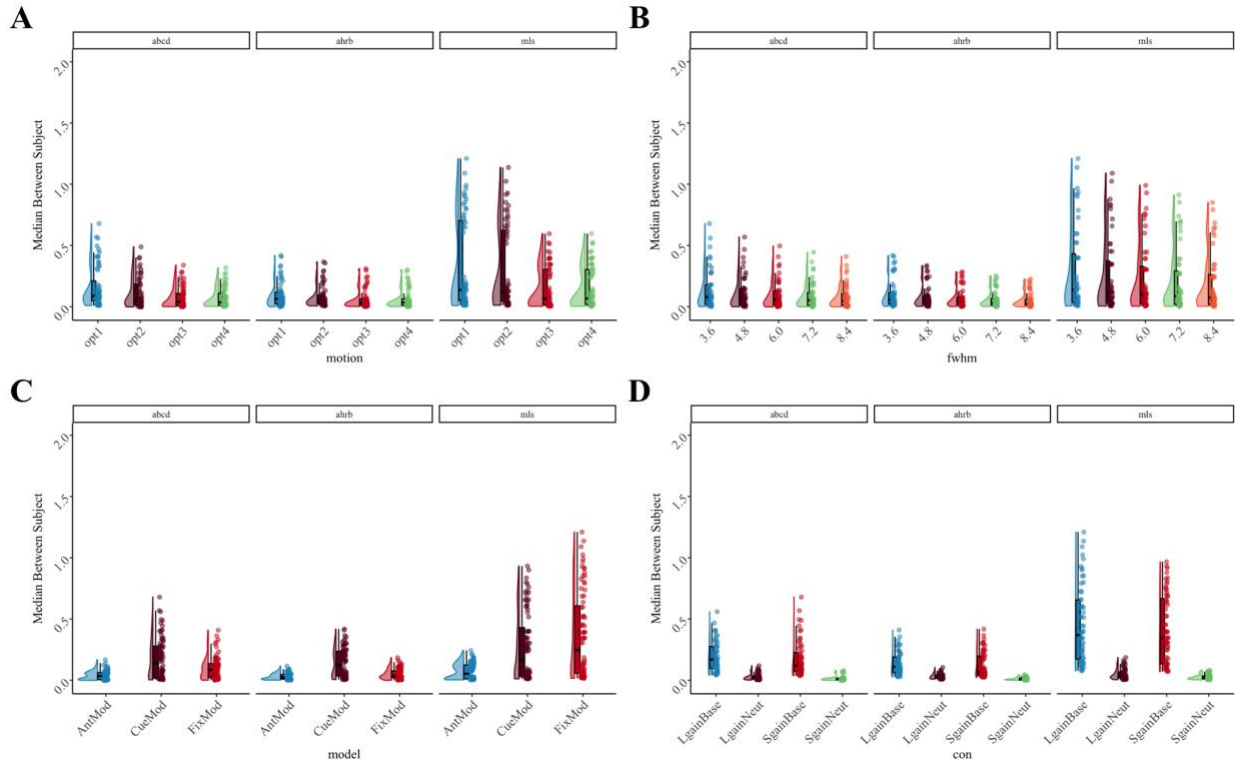 A
abcd ahrb mls
Median Between Subject
2.0
1.5
1.0
0.5
0.0
opt1 opt2 opt3 opt4 opt1 opt2 opt3 opt4 opt1 opt2 opt3 opt4
motion
B
abcd ahrb mls
Median Between Subject
2.0
1.5
1.0
0.5
0.0
3.6 4.8 6.0 7.2 8.4 3.6 4.8 6.0 7.2 8.4 3.6 4.8 6.0 7.2 8.4
fwhm
C
abcd ahrb mls
Median Between Subject
2.0
1.5
1.0
0.5
0.0
AntMod CueMod FixMod AntMod CueMod FixMod AntMod CueMod FixMod
model
D
abcd ahrb mls
Median Between Subject
2.0
1.5
1.0
0.5
0.0
LgainBase LgainNeut SgainBase SgainNeut LgainBase LgainNeut SgainBase SgainNeut LgainBase LgainNeut SgainBase SgainNeut
con